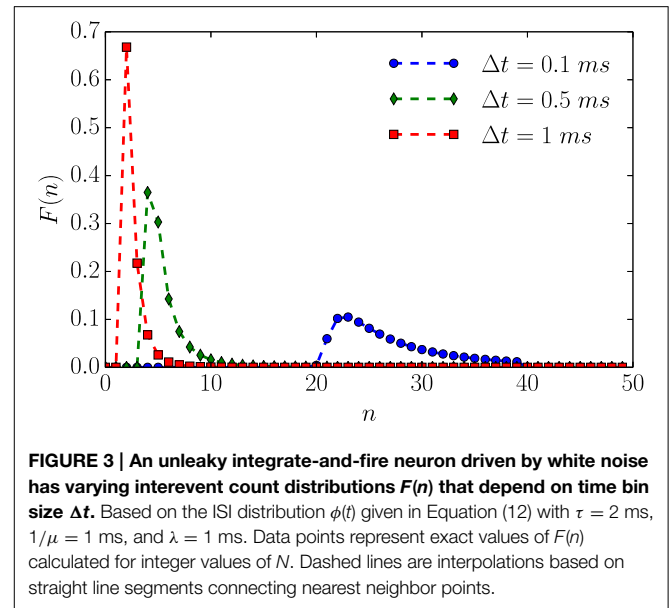 0.7
0.6
0.5
0.4
0.3
0.2
0.1
0.0
F(n)
Δt = 0.1 ms
Δt = 0.5 ms
Δt = 1 ms
0 10 20 30 40 50
n
FIGURE 3 | An unleaky integrate-and-fire neuron driven by white noise
has varying interevent count distributions F(n) that depend on time bin
size Δt. Based on the ISI distribution ϕ(t) given in Equation (12) with τ = 2 ms,
1/μ = 1 ms, and λ = 1 ms. Data points represent exact values of F(n)
calculated for integer values of N. Dashed lines are interpolations based on
straight line segments connecting nearest neighbor points.